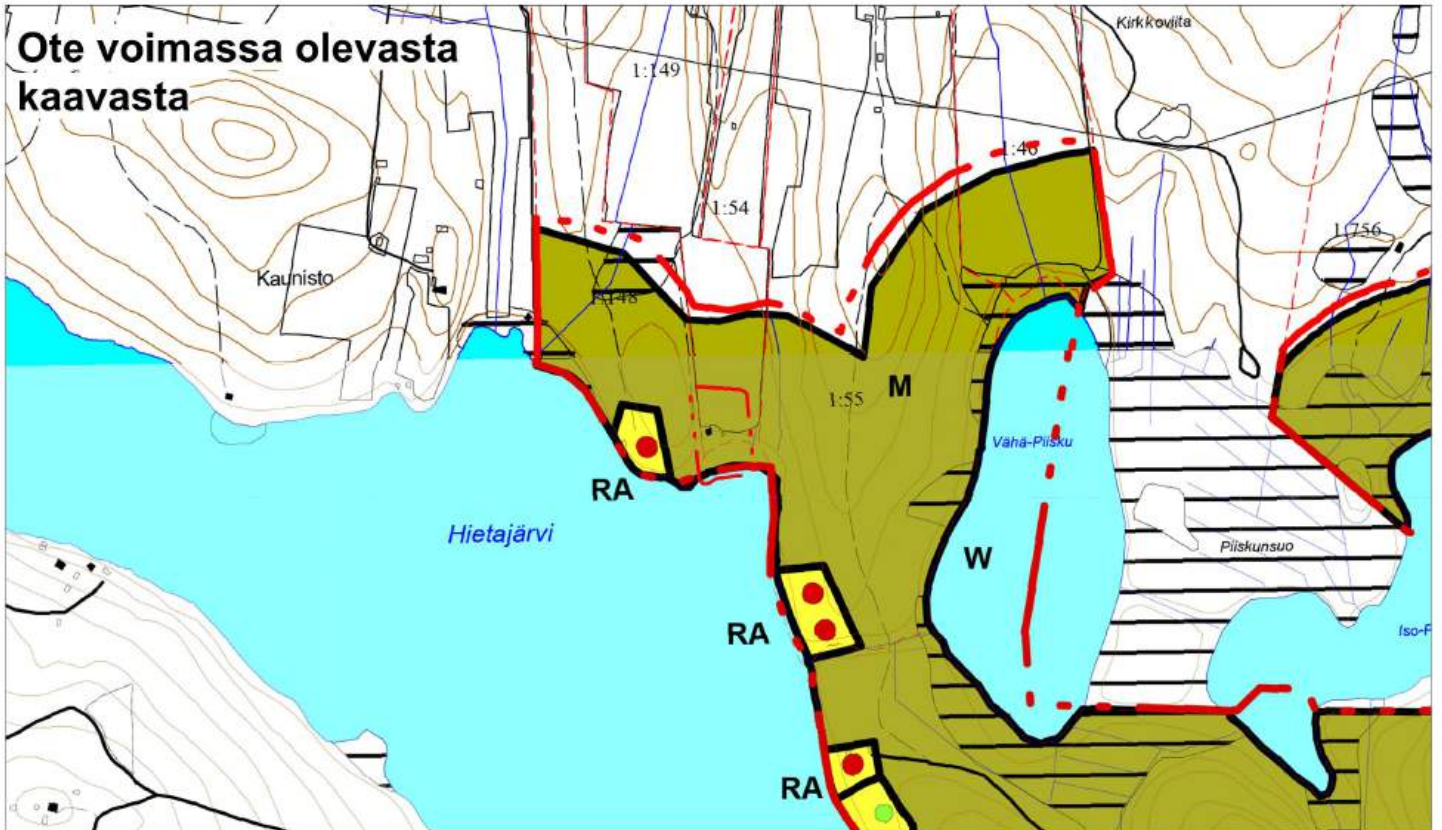 Ote voimassa olevasta
kaavasta
Kirkkoviita
1:149
1:46
1:54
1:756
Kaunisto
1:148
1:55
M
Vähä-Piisku
RA
Hietajärvi
W
Piiskunsuo
RA
Iso-P
RA